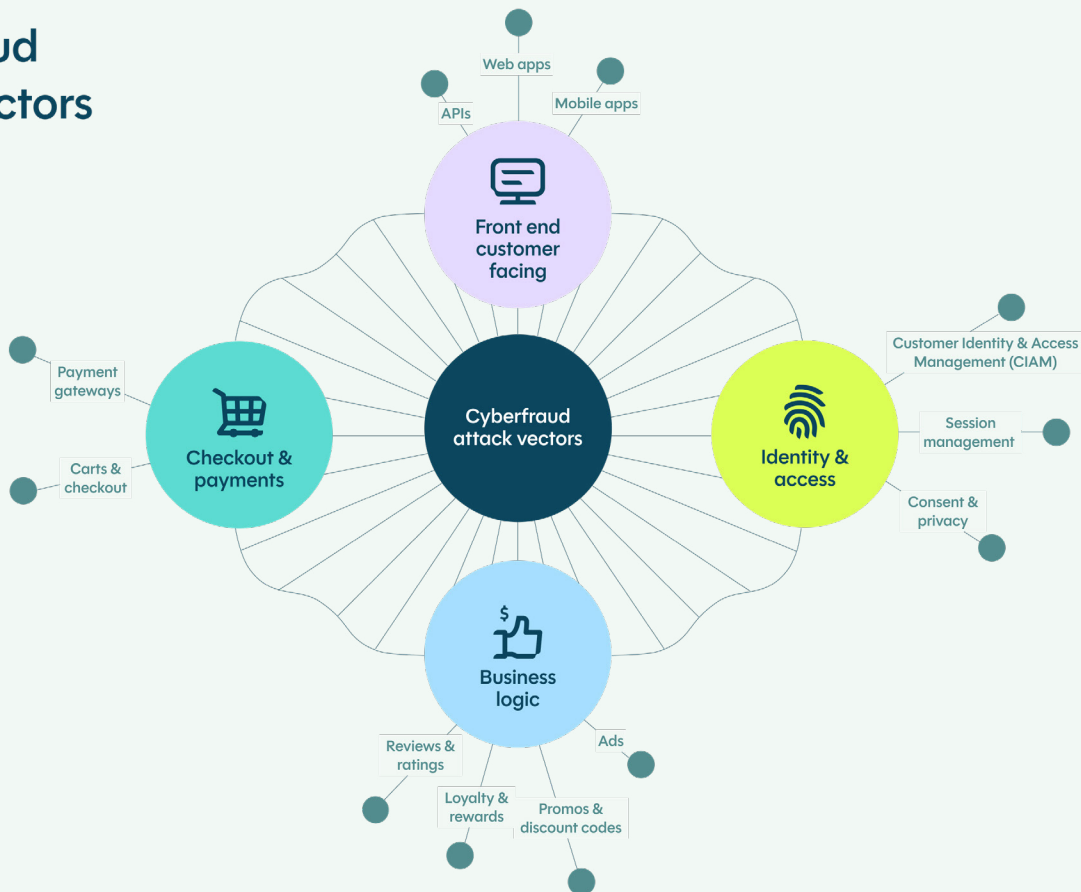 ud
ctors
Web apps
APIs
Mobile apps
Front end
customer
facing
Customer Identity & Access
Management (CIAM)
Payment
gateways
Cyberfraud
attack vectors
Session
management
Checkout &
payments
Identity &
access
Carts &
checkout
Consent &
privacy
$
Business
logic
Reviews &
ratings
Ads
Loyalty &
rewards
Promos &
discount codes